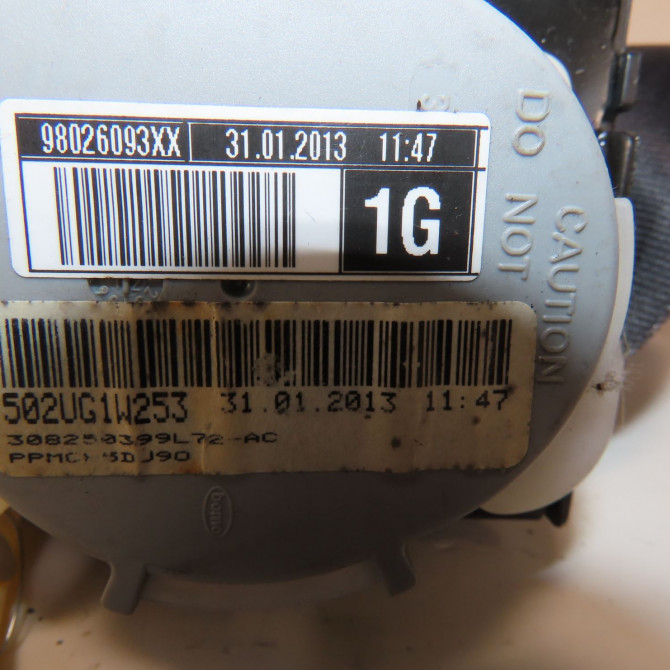 98026093XX 31.01.2013 11:47
1G
502UG1W253 31.01.2013 11:47
DO NOT
CAUTION